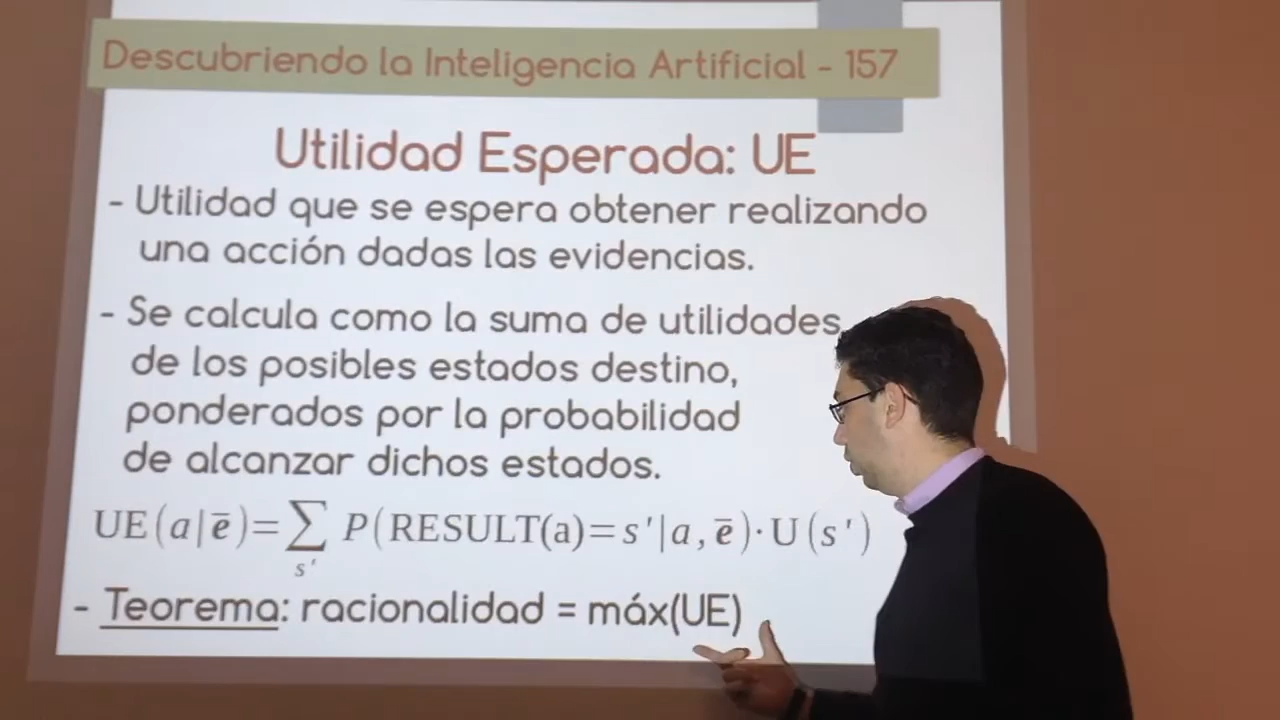 Descubriendo la Inteligencia Artificial - 157
Utilidad Esperada: UE
- Utilidad que se espera obtener realizando
una acción dadas las evidencias.
- Se calcula como la suma de utilidades
de los posibles estados destino,
ponderados por la probabilidad
de alcanzar dichos estados.
UE(a|ē)=∑ P(RESULT(a)=s'|a,ē)·U(s')
s'
- Teorema: racionalidad = máx(UE)